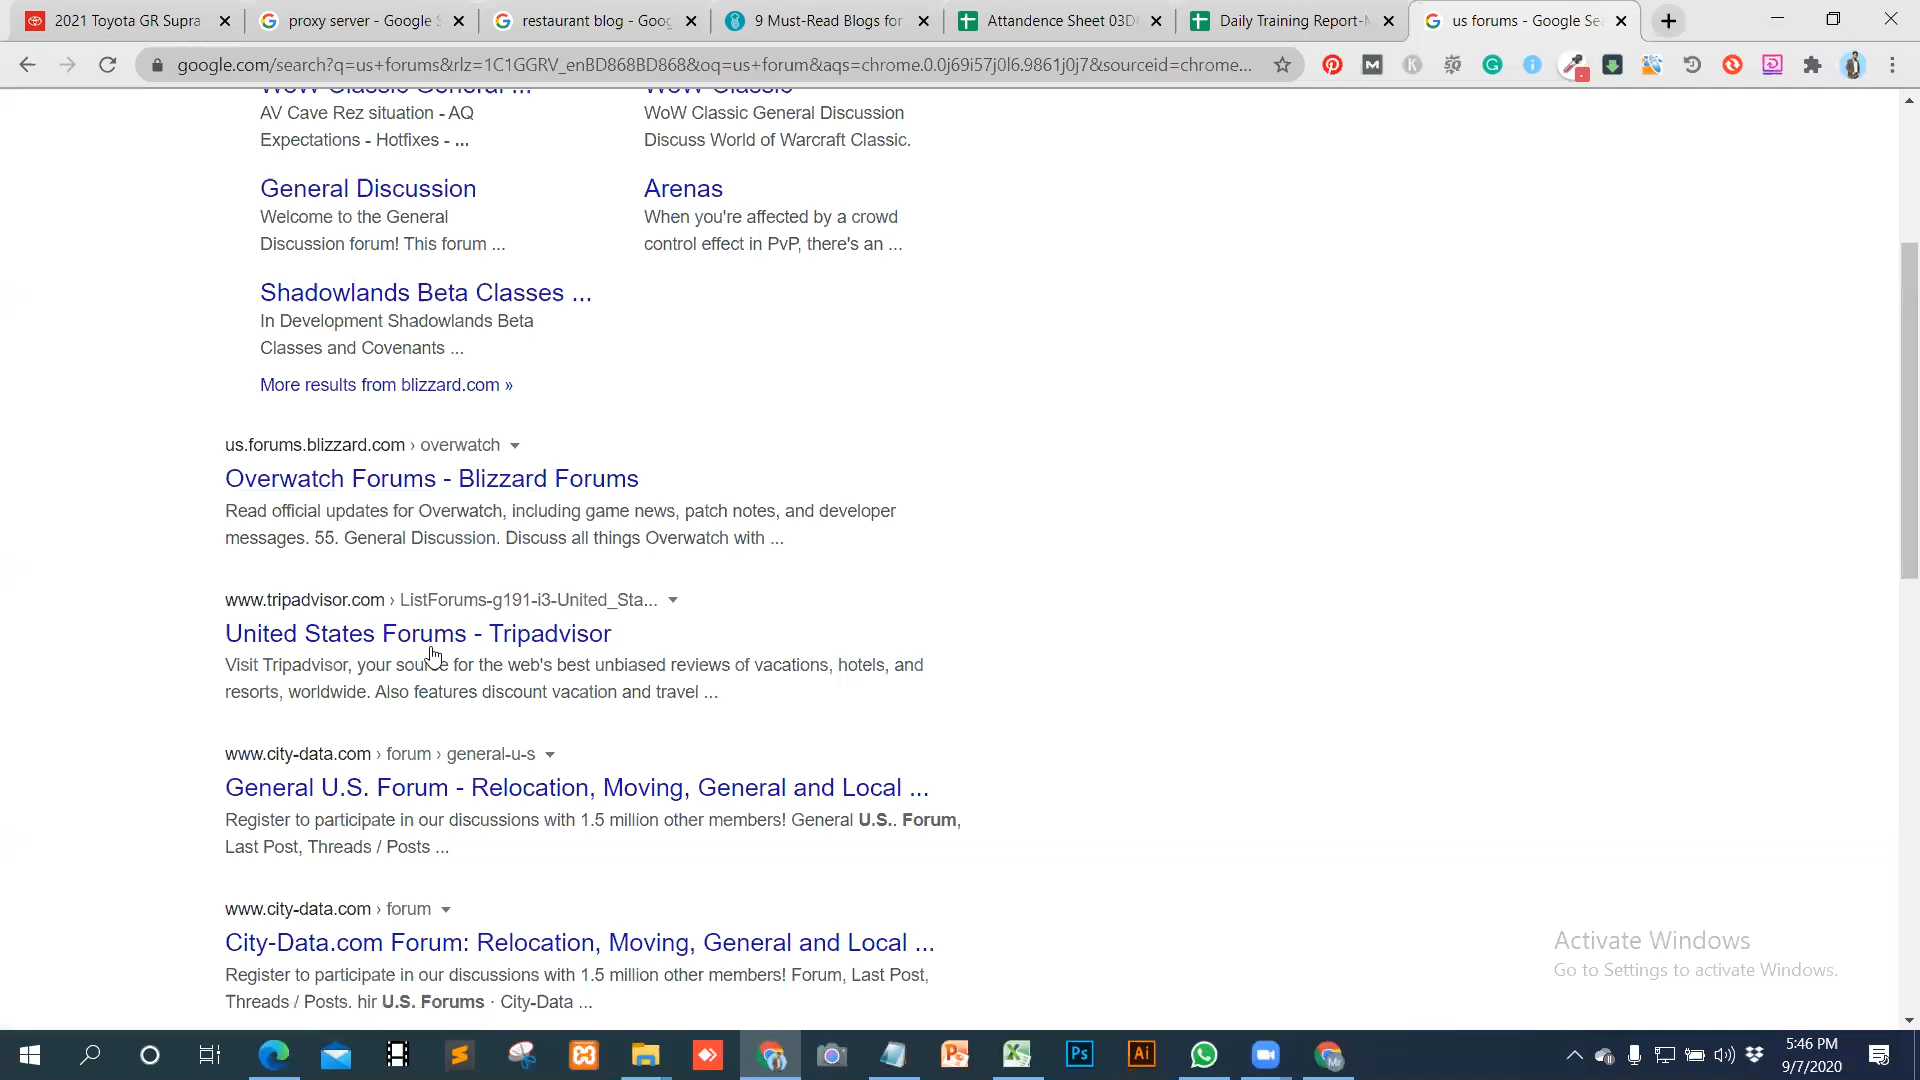 2021 Toyota GR Supra
proxy server - Google S
restaurant blog - Goog
9 Must-Read Blogs for
Attandence Sheet 03D
Daily Training Report-
us forums - Google Sea
google.com/search?q=us+forums&rlz=1C1GGRV_enBD868BD868&oq=us+forum&aqs=chrome.0.0j69i57j0l6.9861j0j7&sourceid=chrome...
WoW Classic General ...
WoW Classic
AV Cave Rez situation - AQ
Expectations - Hotfixes - ...
WoW Classic General Discussion
Discuss World of Warcraft Classic.
General Discussion
Welcome to the General
Discussion forum! This forum ...
Arenas
When you're affected by a crowd
control effect in PvP, there's an ...
Shadowlands Beta Classes ...
In Development Shadowlands Beta
Classes and Covenants ...
More results from blizzard.com »
us.forums.blizzard.com › overwatch
Overwatch Forums - Blizzard Forums
Read official updates for Overwatch, including game news, patch notes, and developer
messages. 55. General Discussion. Discuss all things Overwatch with ...
www.tripadvisor.com › ListForums-g191-i3-United_Sta...
United States Forums - Tripadvisor
Visit Tripadvisor, your source for the web's best unbiased reviews of vacations, hotels, and
resorts, worldwide. Also features discount vacation and travel ...
www.city-data.com › forum › general-u-s
General U.S. Forum - Relocation, Moving, General and Local ...
Register to participate in our discussions with 1.5 million other members! General U.S.. Forum,
Last Post, Threads / Posts ...
www.city-data.com › forum
City-Data.com Forum: Relocation, Moving, General and Local ...
Register to participate in our discussions with 1.5 million other members! Forum, Last Post,
Threads / Posts. hir U.S. Forums · City-Data ...
Activate Windows
Go to Settings to activate Windows.
5:46 PM
9/7/2020